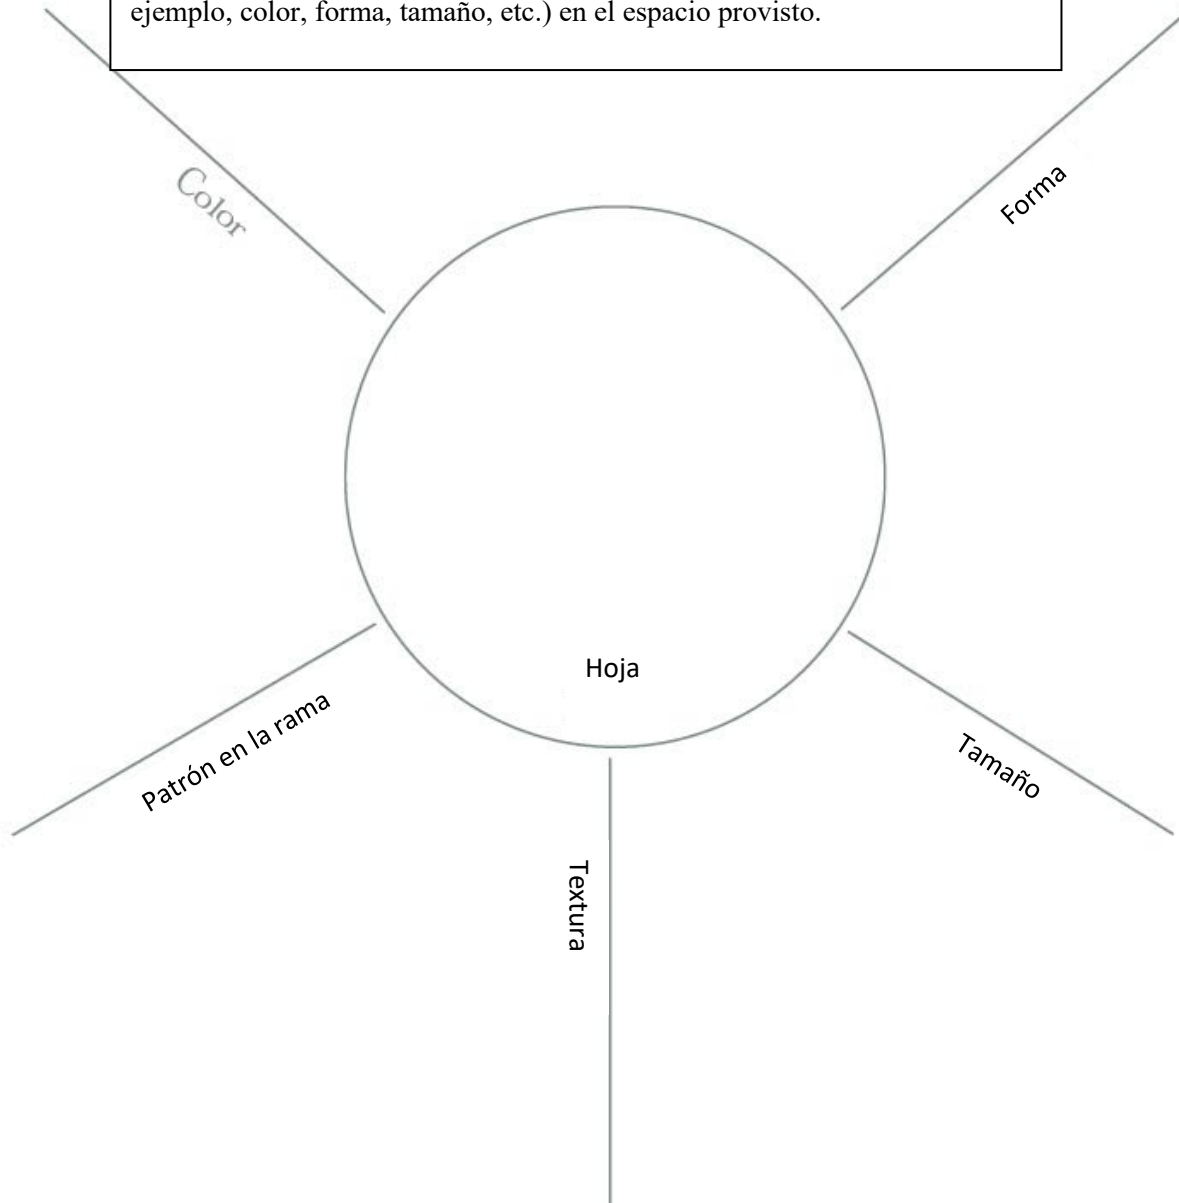 ejemplo, color, forma, tamaño, etc.) en el espacio provisto.
Color
Forma
Hoja
Patrón en la rama
Tamaño
Textura